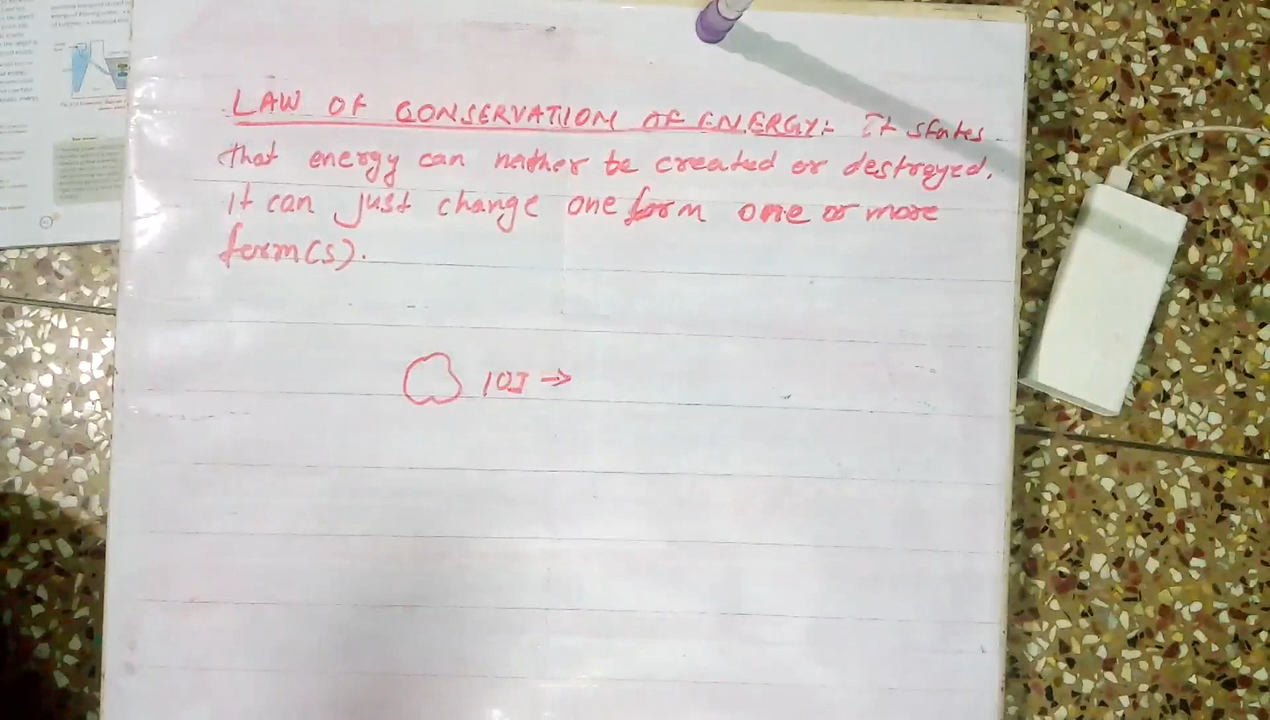 LAW OF CONSERVATION OF ENERGY:- It states
that energy can neither be created or destroyed.
it can just change one form one or more
form(s).
10J →